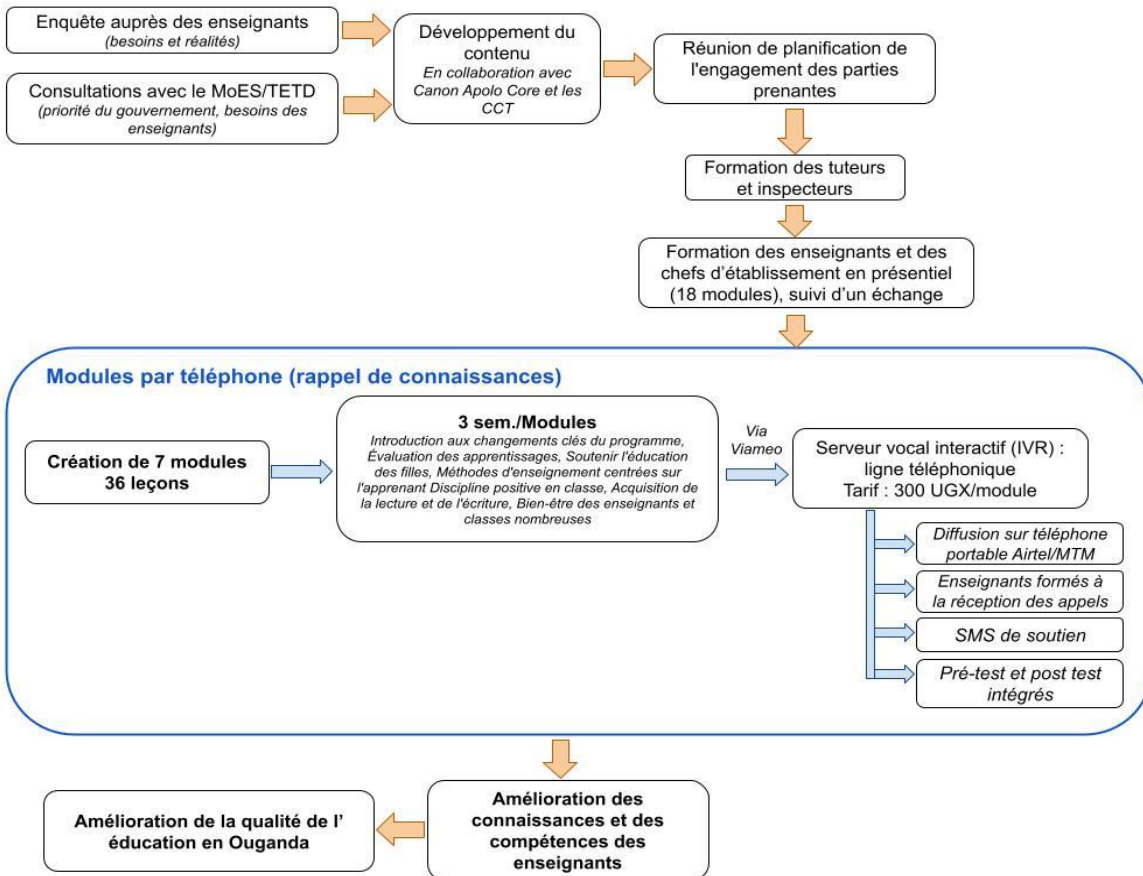 Enquête auprès des enseignants
(besoins et réalités)
Consultations avec le MoES/TETD
(priorité du gouvernement, besoins des
enseignants)
Développement du
contenu
En collaboration avec
Canon Apolo Core et les
CCT
Réunion de planification de
l'engagement des parties
prenantes
Formation des tuteurs
et inspecteurs
Formation des enseignants et des
chefs d'établissement en présentiel
(18 modules), suivi d'un échange
Modules par téléphone (rappel de connaissances)
Création de 7 modules
36 leçons
3 sem./Modules
Introduction aux changements clés du programme,
Évaluation des apprentissages, Soutenir l'éducation
des filles, Méthodes d'enseignement centrées sur
l'apprenant Discipline positive en classe, Acquisition de
la lecture et de l'écriture, Bien-être des enseignants et
classes nombreuses
Via
Viameo
Serveur vocal interactif (IVR) :
ligne téléphonique
Tarif : 300 UGX/module
Diffusion sur téléphone
portable Airtel/MTM
Enseignants formés à
la réception des appels
SMS de soutien
Pré-test et post test
intégrés
Amélioration des
connaissances et des
compétences des
enseignants
Amélioration de la qualité de l'
éducation en Ouganda